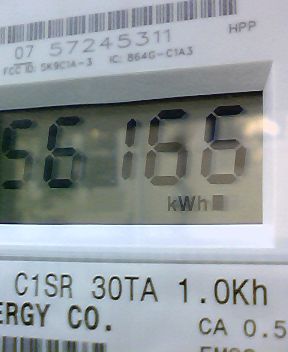 HPP
07 57245311
FCC ID: SK9C1A-3 IC: 864G-C1A3
56166
kWh
C1SR 30TA 1.0Kh
ERGY CO.
CA 0.5